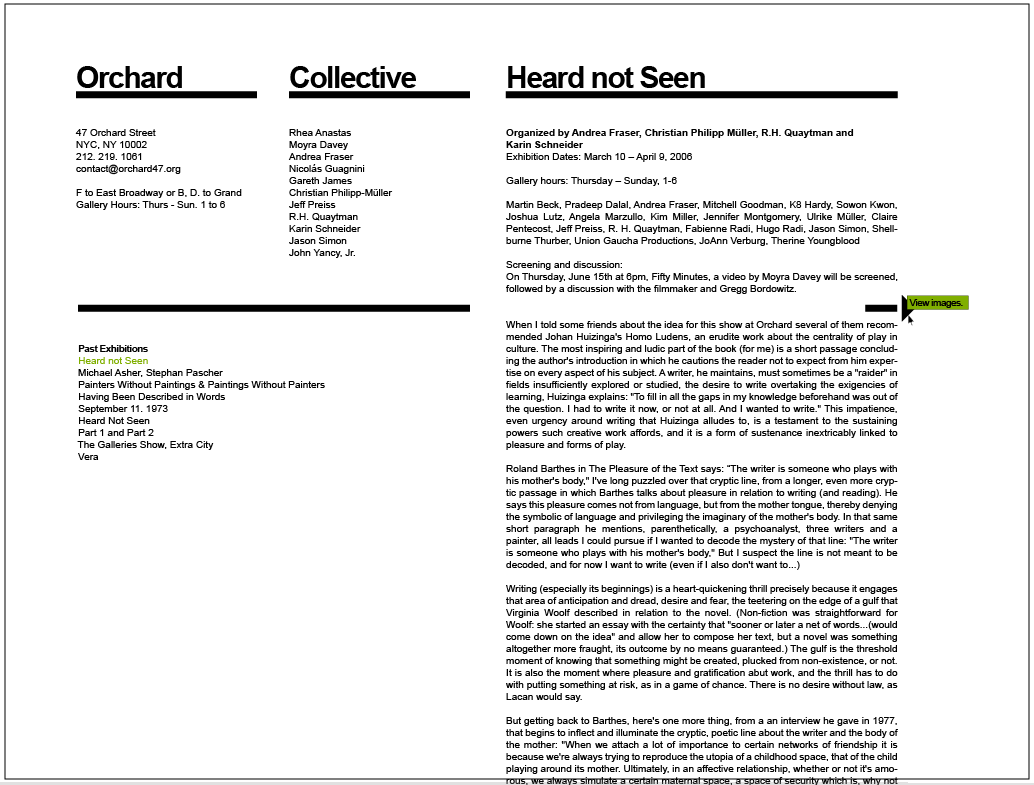 Orchard
47 Orchard Street
NYC, NY 10002
212. 219. 1061
contact@orchard47.org
F to East Broadway or B, D. to Grand
Gallery Hours: Thurs - Sun. 1 to 6
Collective
Rhea Anastas
Moyra Davey
Andrea Fraser
Nicolás Guagnini
Gareth James
Christian Philipp-Müller
Jeff Preiss
R.H. Quaytman
Karin Schneider
Jason Simon
John Yancy, Jr.
Past Exhibitions
Heard not Seen
Michael Asher, Stephan Pascher
Painters Without Paintings & Paintings Without Painters
Having Been Described in Words
September 11. 1973
Heard Not Seen
Part 1 and Part 2
The Galleries Show, Extra City
Vera
Heard not Seen
Organized by Andrea Fraser, Christian Philipp Müller, R.H. Quaytman and
Karin Schneider
Exhibition Dates: March 10 – April 9, 2006
Gallery hours: Thursday – Sunday, 1-6
Martin Beck, Pradeep Dalal, Andrea Fraser, Mitchell Goodman, K8 Hardy, Sowon Kwon,
Joshua Lutz, Angela Marzullo, Kim Miller, Jennifer Montgomery, Ulrike Müller, Claire
Pentecost, Jeff Preiss, R. H. Quaytman, Fabienne Radi, Hugo Radi, Jason Simon, Shell-
burne Thurber, Union Gaucha Productions, JoAnn Verburg, Therine Youngblood
Screening and discussion:
On Thursday, June 15th at 6pm, Fifty Minutes, a video by Moyra Davey will be screened,
followed by a discussion with the filmmaker and Gregg Bordowitz.
View images.
When I told some friends about the idea for this show at Orchard several of them recom-
mended Johan Huizinga's Homo Ludens, an erudite work about the centrality of play in
culture. The most inspiring and ludic part of the book (for me) is a short passage conclud-
ing the author's introduction in which he cautions the reader not to expect from him exper-
tise on every aspect of his subject. A writer, he maintains, must sometimes be a "raider" in
fields insufficiently explored or studied, the desire to write overtaking the exigencies of
learning, Huizinga explains: "To fill in all the gaps in my knowledge beforehand was out of
the question. I had to write it now, or not at all. And I wanted to write." This impatience,
even urgency around writing that Huizinga alludes to, is a testament to the sustaining
powers such creative work affords, and it is a form of sustenance inextricably linked to
pleasure and forms of play.
Roland Barthes in The Pleasure of the Text says: "The writer is someone who plays with
his mother's body," I've long puzzled over that cryptic line, from a longer, even more cryp-
tic passage in which Barthes talks about pleasure in relation to writing (and reading). He
says this pleasure comes not from language, but from the mother tongue, thereby denying
the symbolic of language and privileging the imaginary of the mother's body. In that same
short paragraph he mentions, parenthetically, a psychoanalyst, three writers and a
painter, all leads I could pursue if I wanted to decode the mystery of that line: "The writer
is someone who plays with his mother's body," But I suspect the line is not meant to be
decoded, and for now I want to write (even if I also don't want to...)
Writing (especially its beginnings) is a heart-quickening thrill precisely because it engages
that area of anticipation and dread, desire and fear, the teetering on the edge of a gulf that
Virginia Woolf described in relation to the novel. (Non-fiction was straightforward for
Woolf: she started an essay with the certainty that "sooner or later a net of words...(would
come down on the idea" and allow her to compose her text, but a novel was something
altogether more fraught, its outcome by no means guaranteed.) The gulf is the threshold
moment of knowing that something might be created, plucked from non-existence, or not.
It is also the moment where pleasure and gratification abut work, and the thrill has to do
with putting something at risk, as in a game of chance. There is no desire without law, as
Lacan would say.
But getting back to Barthes, here's one more thing, from a an interview he gave in 1977,
that begins to inflect and illuminate the cryptic, poetic line about the writer and the body of
the mother: "When we attach a lot of importance to certain networks of friendship it is
because we're always trying to reproduce the utopia of a childhood space, that of the child
playing around its mother. Ultimately, in an affective relationship, whether or not it's amo-
rous, we always simulate a certain maternal space, a space of security which is, why not